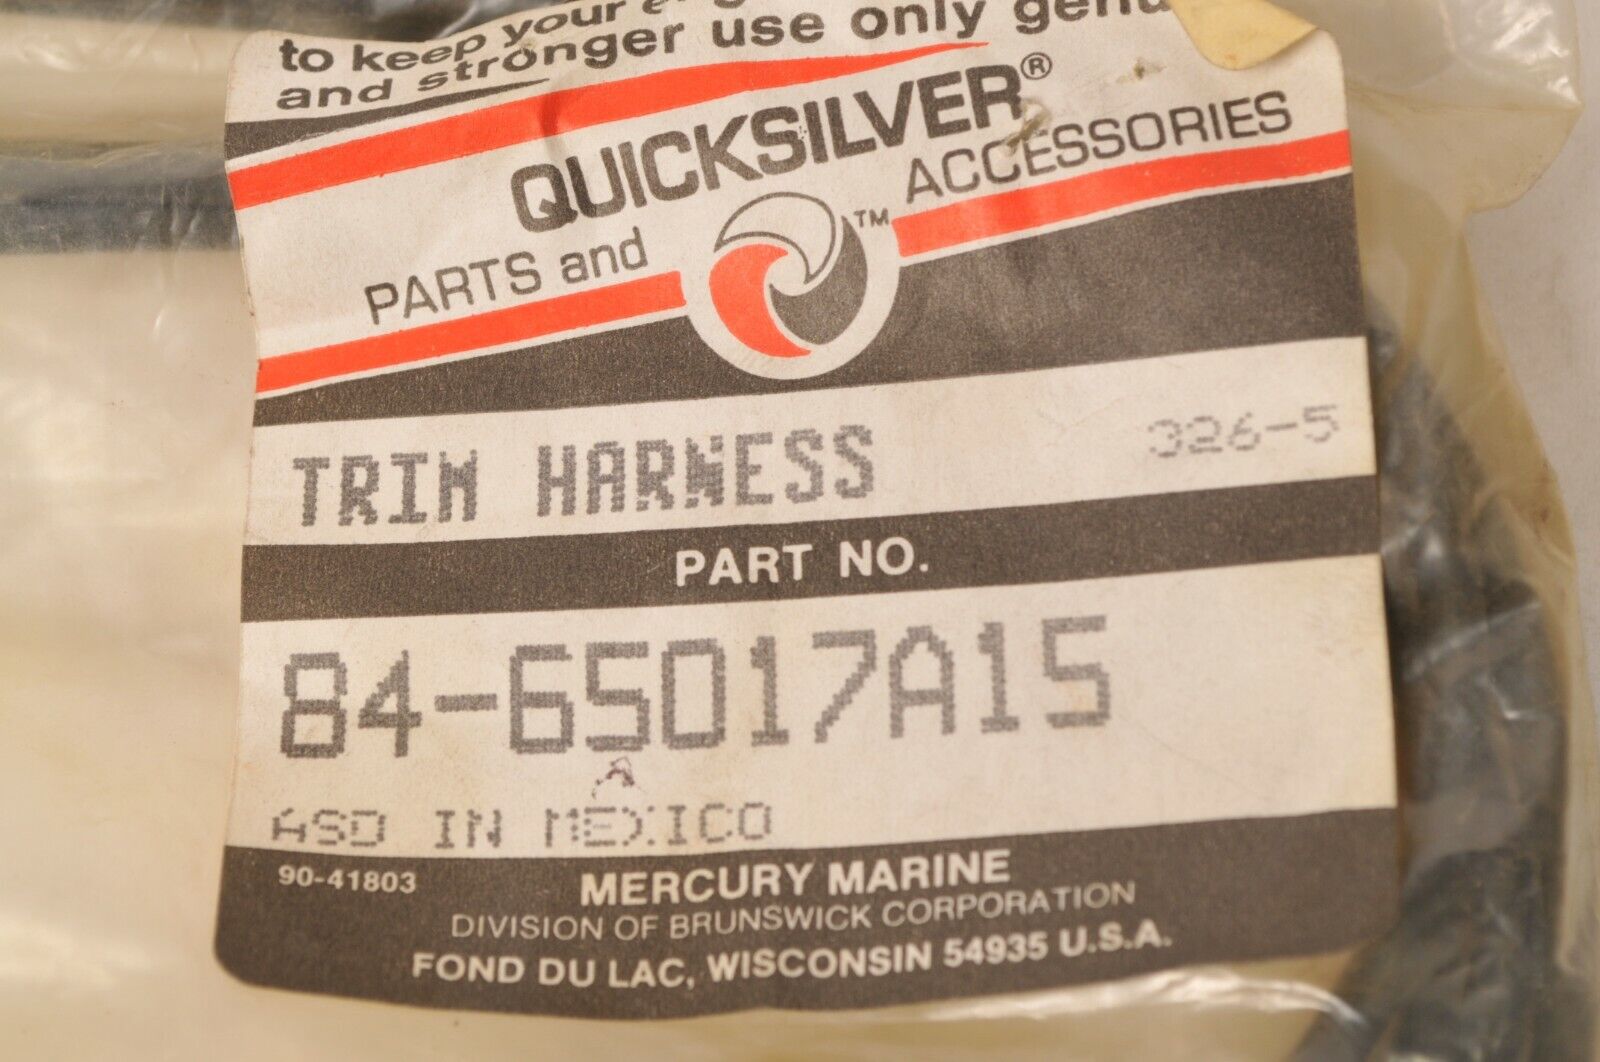 to keep your
and stronger use only
QUICKSILVER®
PARTS and ACCESSORIES
TM
TRIM HARNESS 326-5
PART NO.
84-65017A15
ASD IN MEXICO
90-41803
MERCURY MARINE
DIVISION OF BRUNSWICK CORPORATION
FOND DU LAC, WISCONSIN 54935 U.S.A.